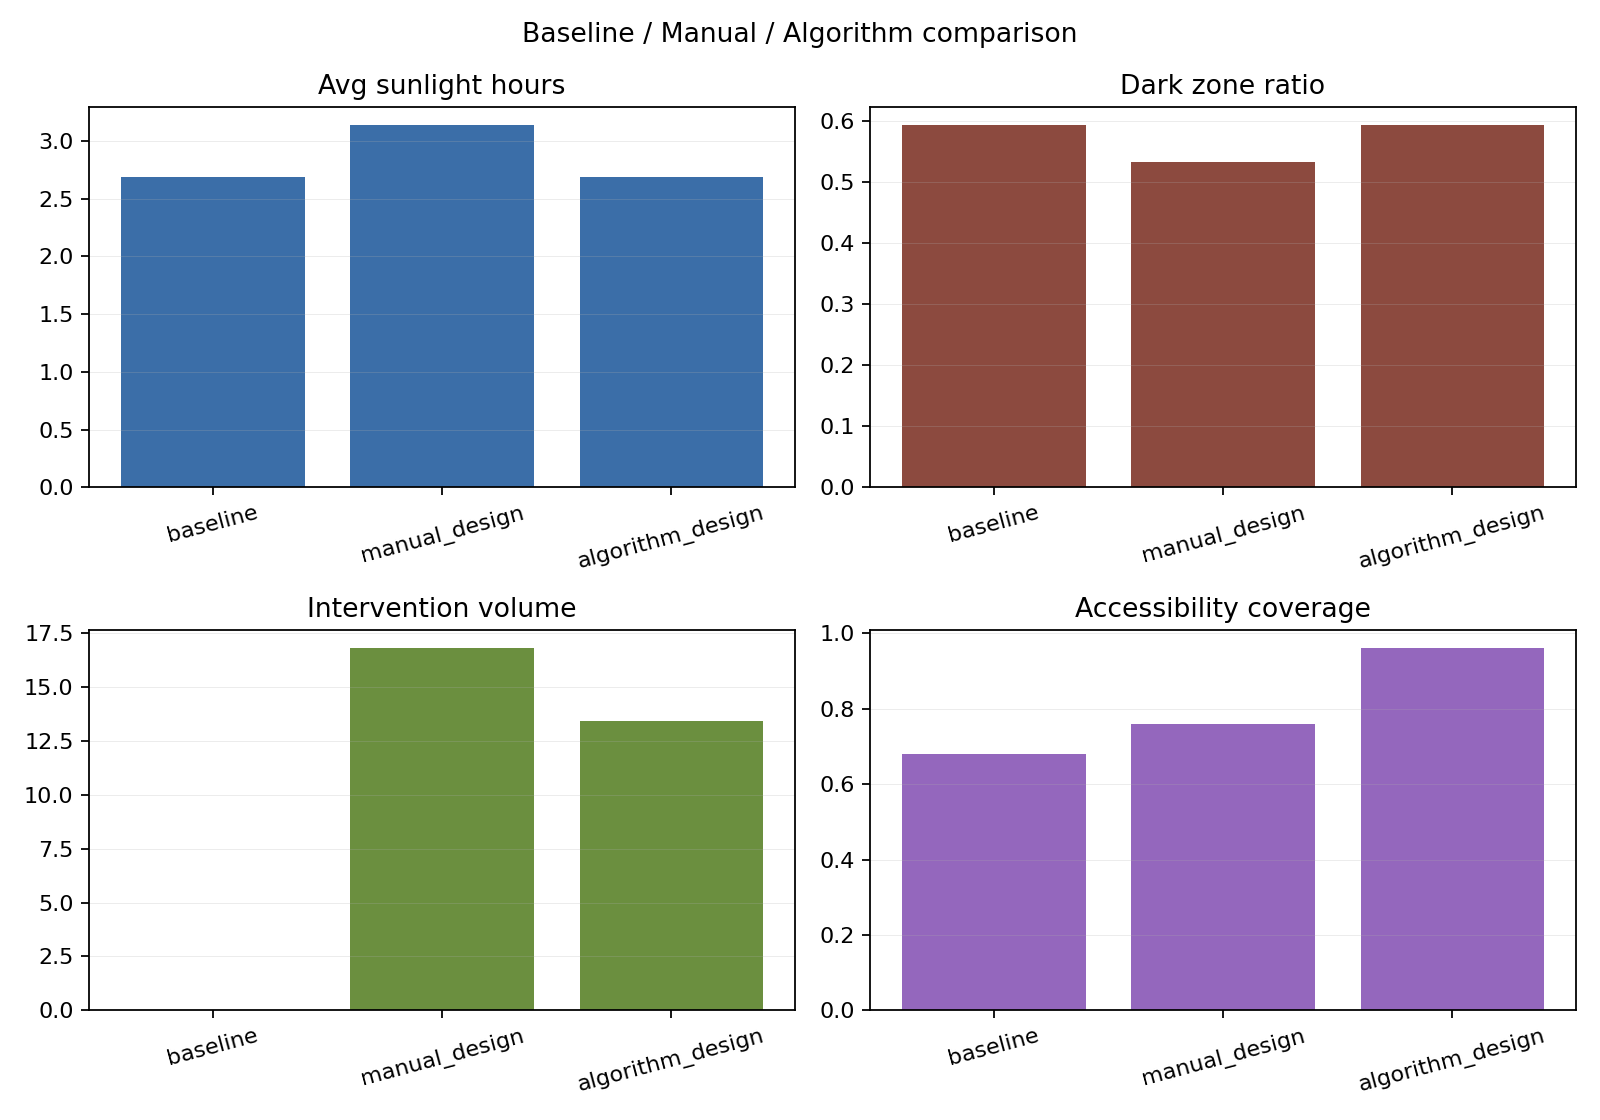 Baseline / Manual / Algorithm comparison
Avg sunlight hours
3.0
2.5
2.0
1.5
1.0
0.5
0.0
baseline
manual_design
algorithm_design
Dark zone ratio
0.6
0.5
0.4
0.3
0.2
0.1
0.0
baseline
manual_design
algorithm_design
Intervention volume
17.5
15.0
12.5
10.0
7.5
5.0
2.5
0.0
baseline
manual_design
algorithm_design
Accessibility coverage
1.0
0.8
0.6
0.4
0.2
0.0
baseline
manual_design
algorithm_design